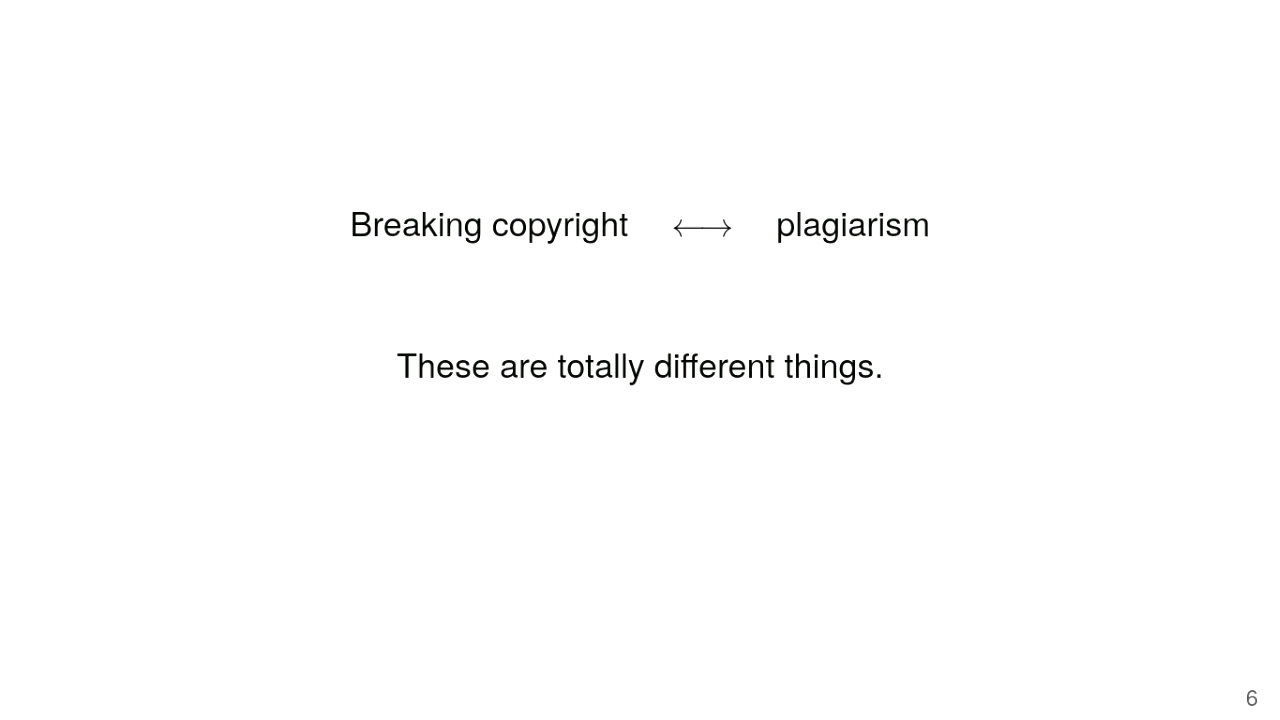 Breaking copyright ⟷ plagiarism
These are totally different things.
6